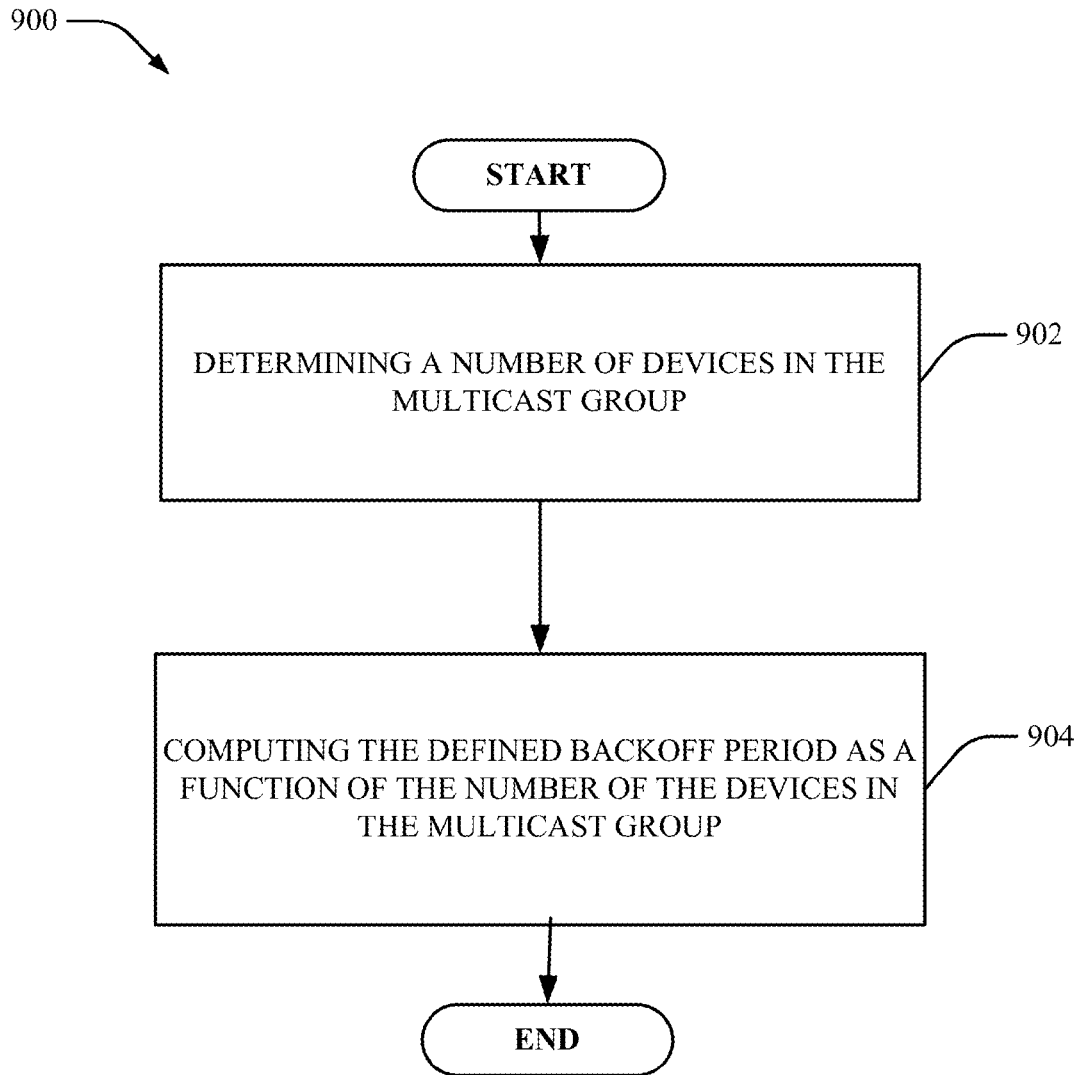 900
START
DETERMINING A NUMBER OF DEVICES IN THE
MULTICAST GROUP
902
COMPUTING THE DEFINED BACKOFF PERIOD AS A
FUNCTION OF THE NUMBER OF THE DEVICES IN
THE MULTICAST GROUP
904
END